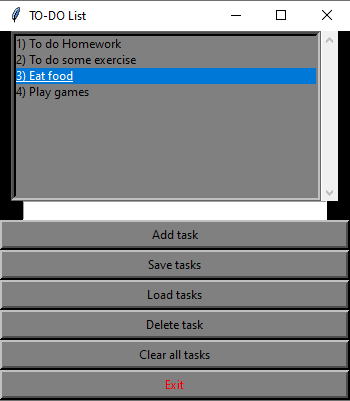 TO-DO List
1) To do Homework
2) To do some exercise
3) Eat food
4) Play games
Add task
Save tasks
Load tasks
Delete task
Clear all tasks
Exit